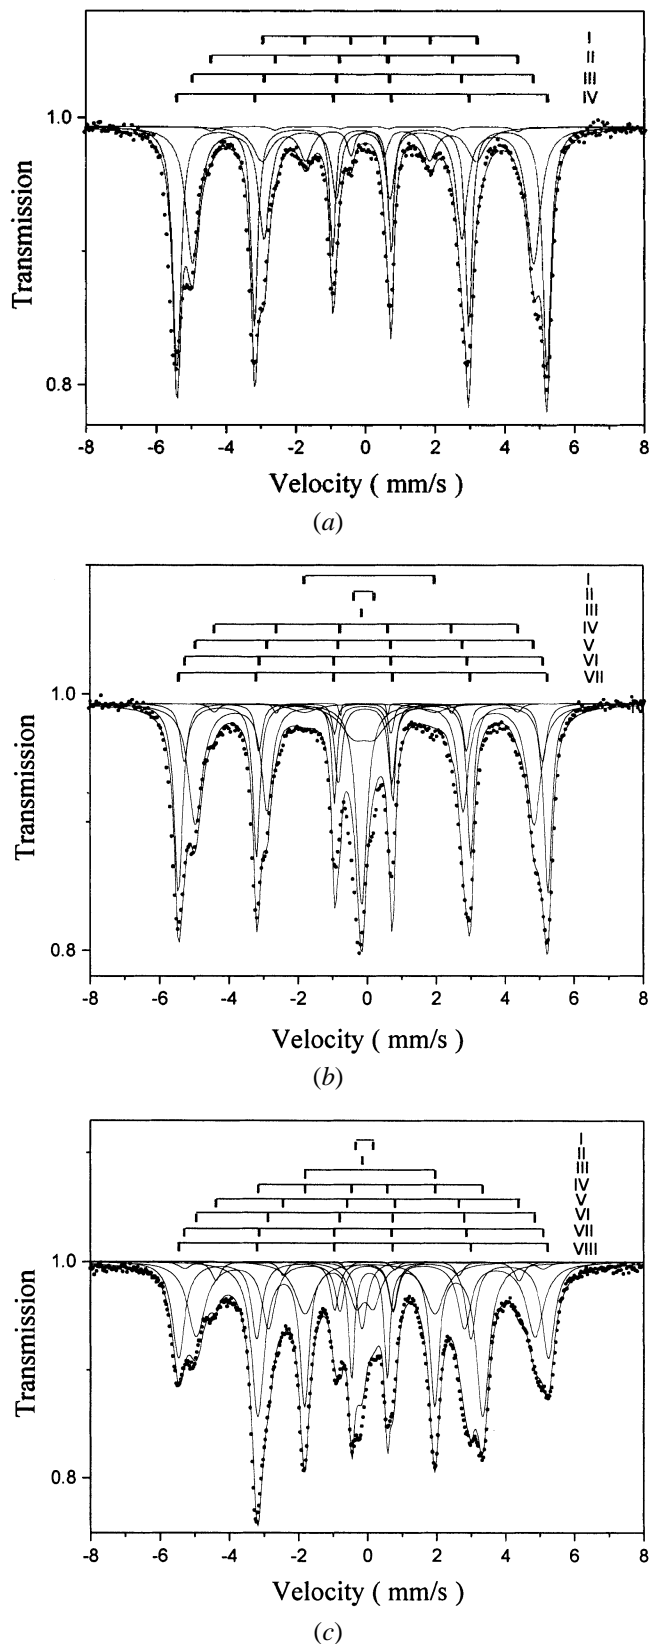 I
II
III
IV
1.0
0.8
Transmission
-8 -6 -4 -2 0 2 4 6 8
Velocity ( mm/s )
(a)
I
II
III
IV
V
VI
VII
1.0
0.8
Transmission
-8 -6 -4 -2 0 2 4 6 8
Velocity ( mm/s )
(b)
I
II
III
IV
V
VI
VII
VIII
1.0
0.8
Transmission
-8 -6 -4 -2 0 2 4 6 8
Velocity ( mm/s )
(c)